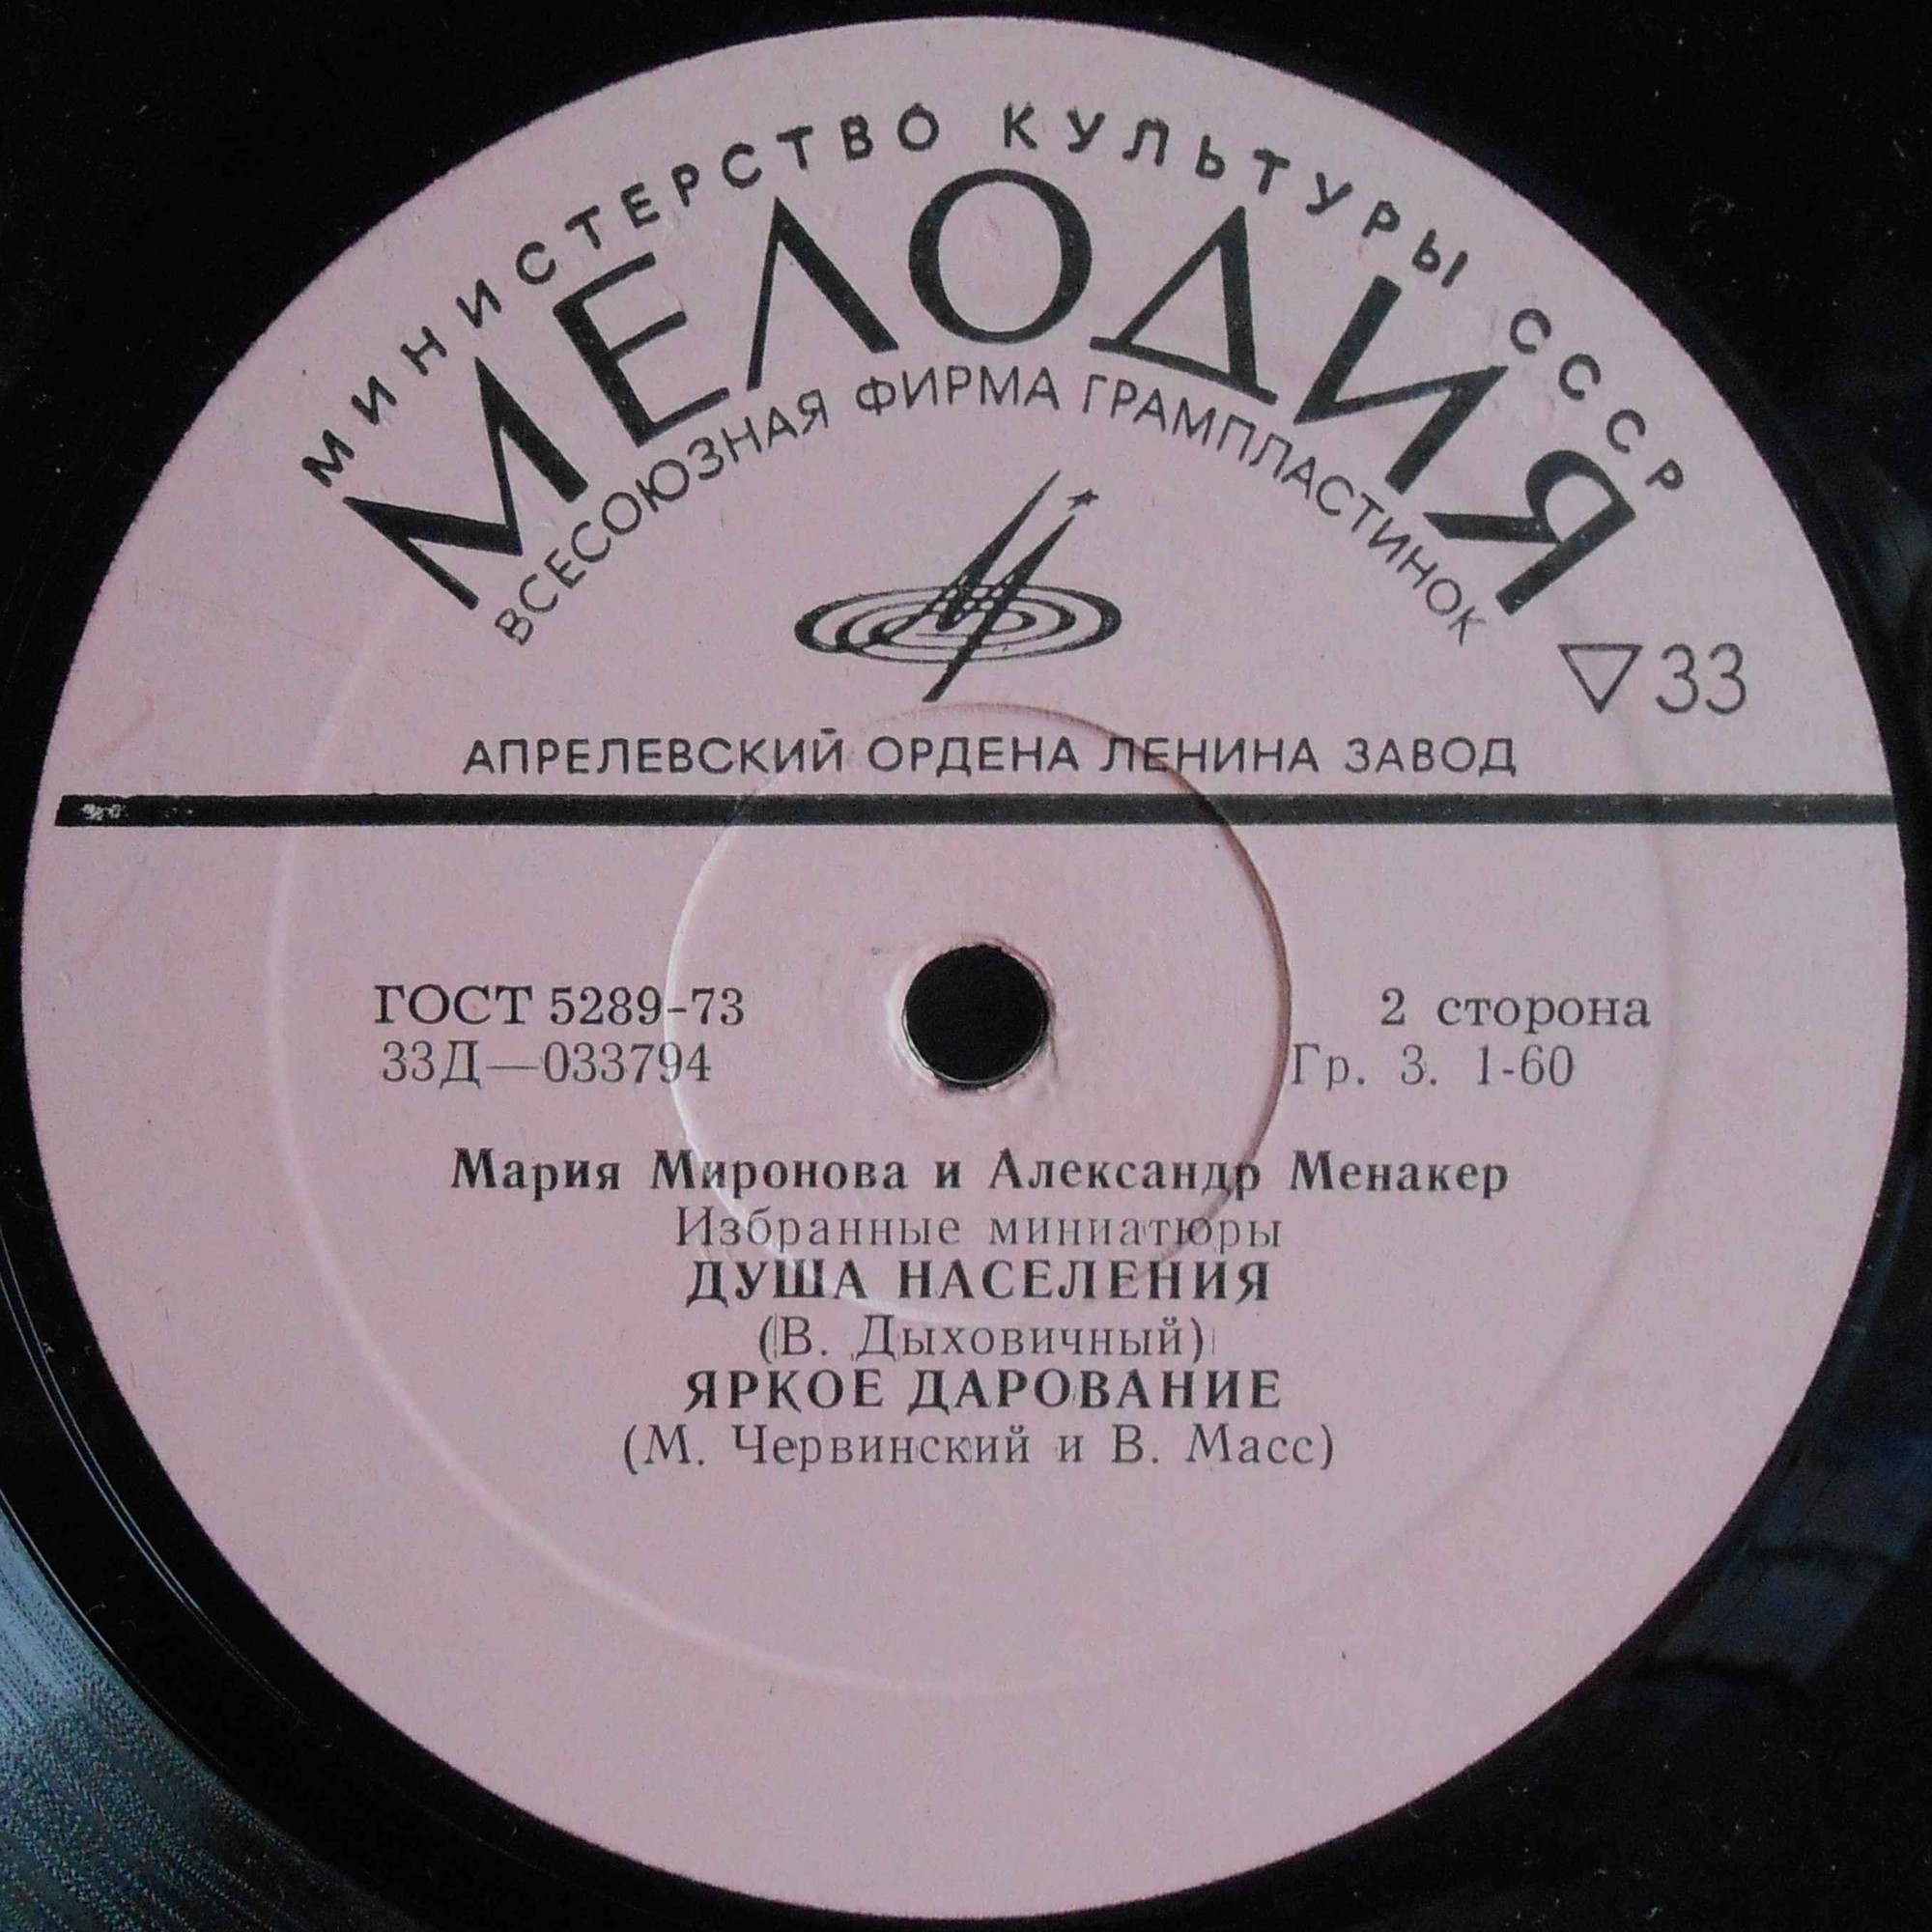 МИНИСТЕРСТВО КУЛЬТУРЫ СССР
МЕЛОДИЯ
ВСЕСОЮЗНАЯ ФИРМА ГРАМПЛАСТИНОК
▽33
АПРЕЛЕВСКИЙ ОРДЕНА ЛЕНИНА ЗАВОД
ГОСТ 5289-73
33Д—033794
2 сторона
Гр. 3. 1-60
Мария Миронова и Александр Менакер
Избранные миниатюры
ДУША НАСЕЛЕНИЯ
(В. Дыховичный)
ЯРКОЕ ДАРОВАНИЕ
(М. Червинский и В. Масс)